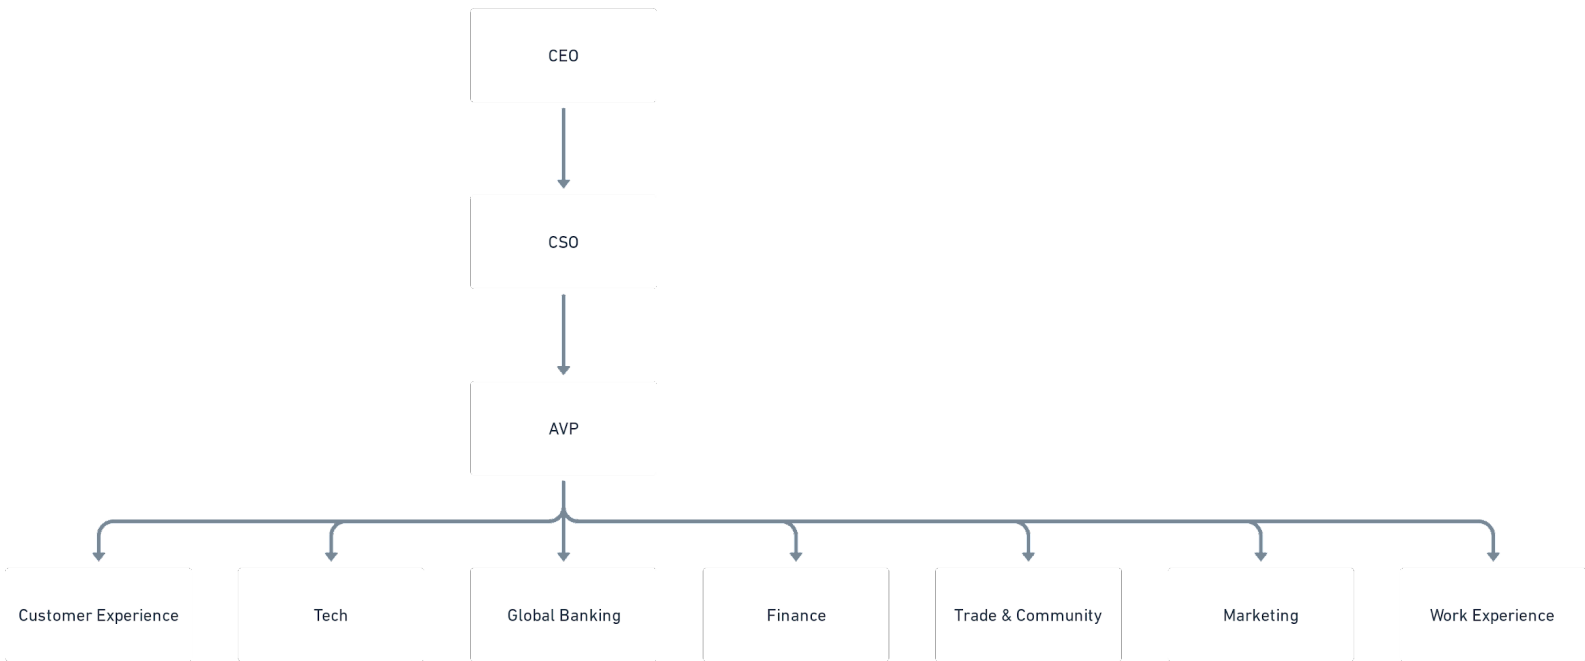 CEO
CSO
AVP
Customer Experience
Tech
Global Banking
Finance
Trade & Community
Marketing
Work Experience